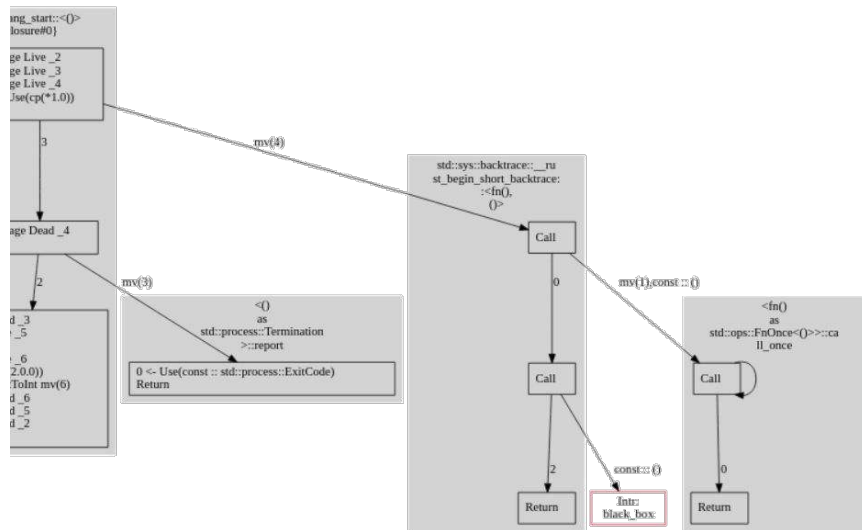 ang_start::<()>
losure#0}
ge Live _2
ge Live _3
ge Live _4
Use(cp(*1.0))
3
mv(4)
age Dead _4
2
mv(3)
d _3
_5
_6
2.0.0))
ToInt mv(6)
d _6
d _5
d _2
<()
as
std::process::Termination
>::report
0 <- Use(const :: std::process::ExitCode)
Return
std::sys::backtrace::__ru
st_begin_short_backtrace:
:<fn(),
()>
Call
0
mv(1),const :: ()
Call
2
const :: ()
Return
Intr:
black_box
<fn()
as
std::ops::FnOnce<()>>::ca
ll_once
Call
0
Return